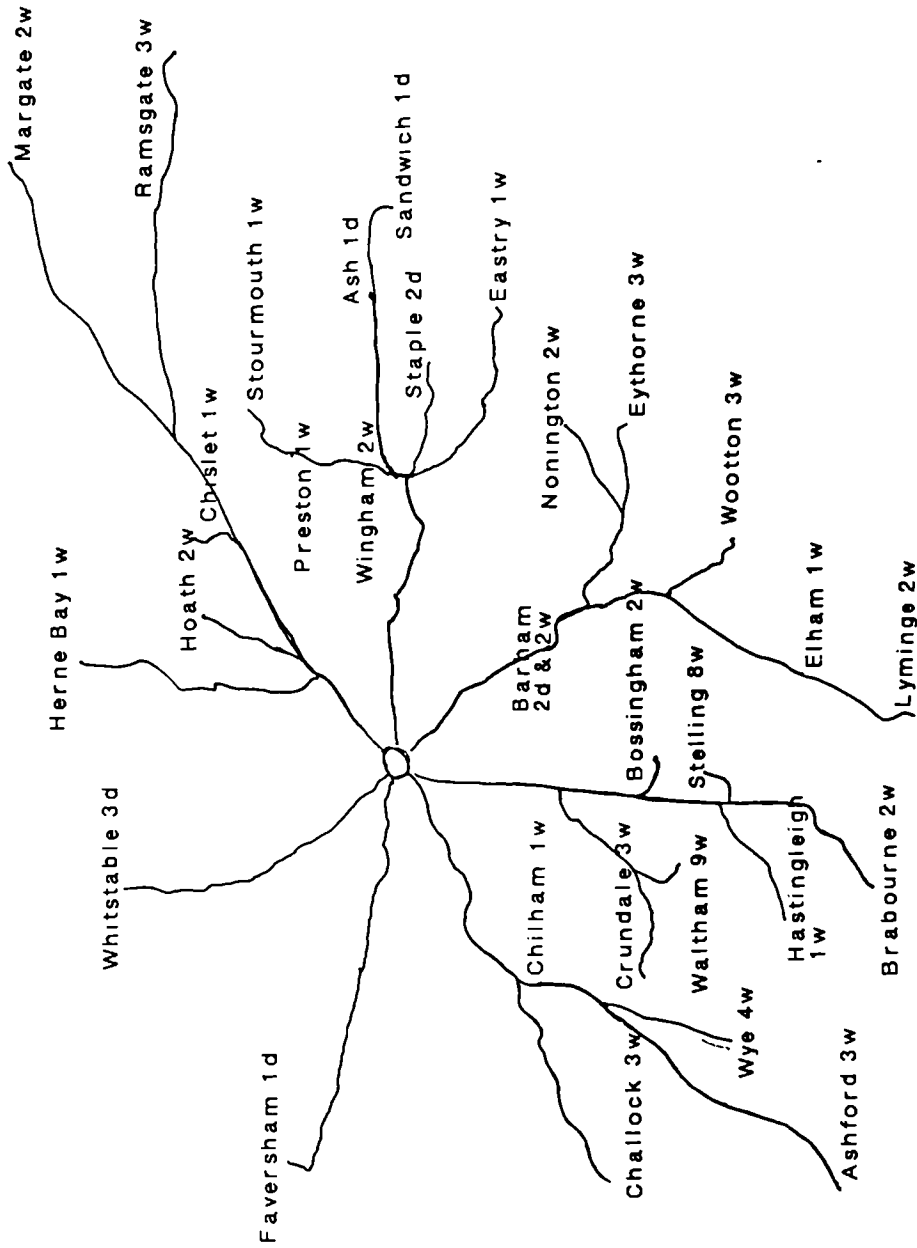 Margate 2w
Ramsgate 3w
Herne Bay 1w
Hoath 2w
Chislet 1w
Stourmouth 1w
Preston 1w
Wingham 2w
Ash 1d
Sandwich 1d
Staple 2d
Eastry 1w
Whitstable 3d
Faversham 1d
Barham
2d & 2w
Nonington 2w
Eythorne 3w
Wootton 3w
Elham 1w
Lyminge 2w
Bossingham 2w
Stelling 8w
Chilham 1w
Crundale 3w
Waltham 9w
Hastingleigh
1w
Brabourne 2w
Challock 3w
Wye 4w
Ashford 3w